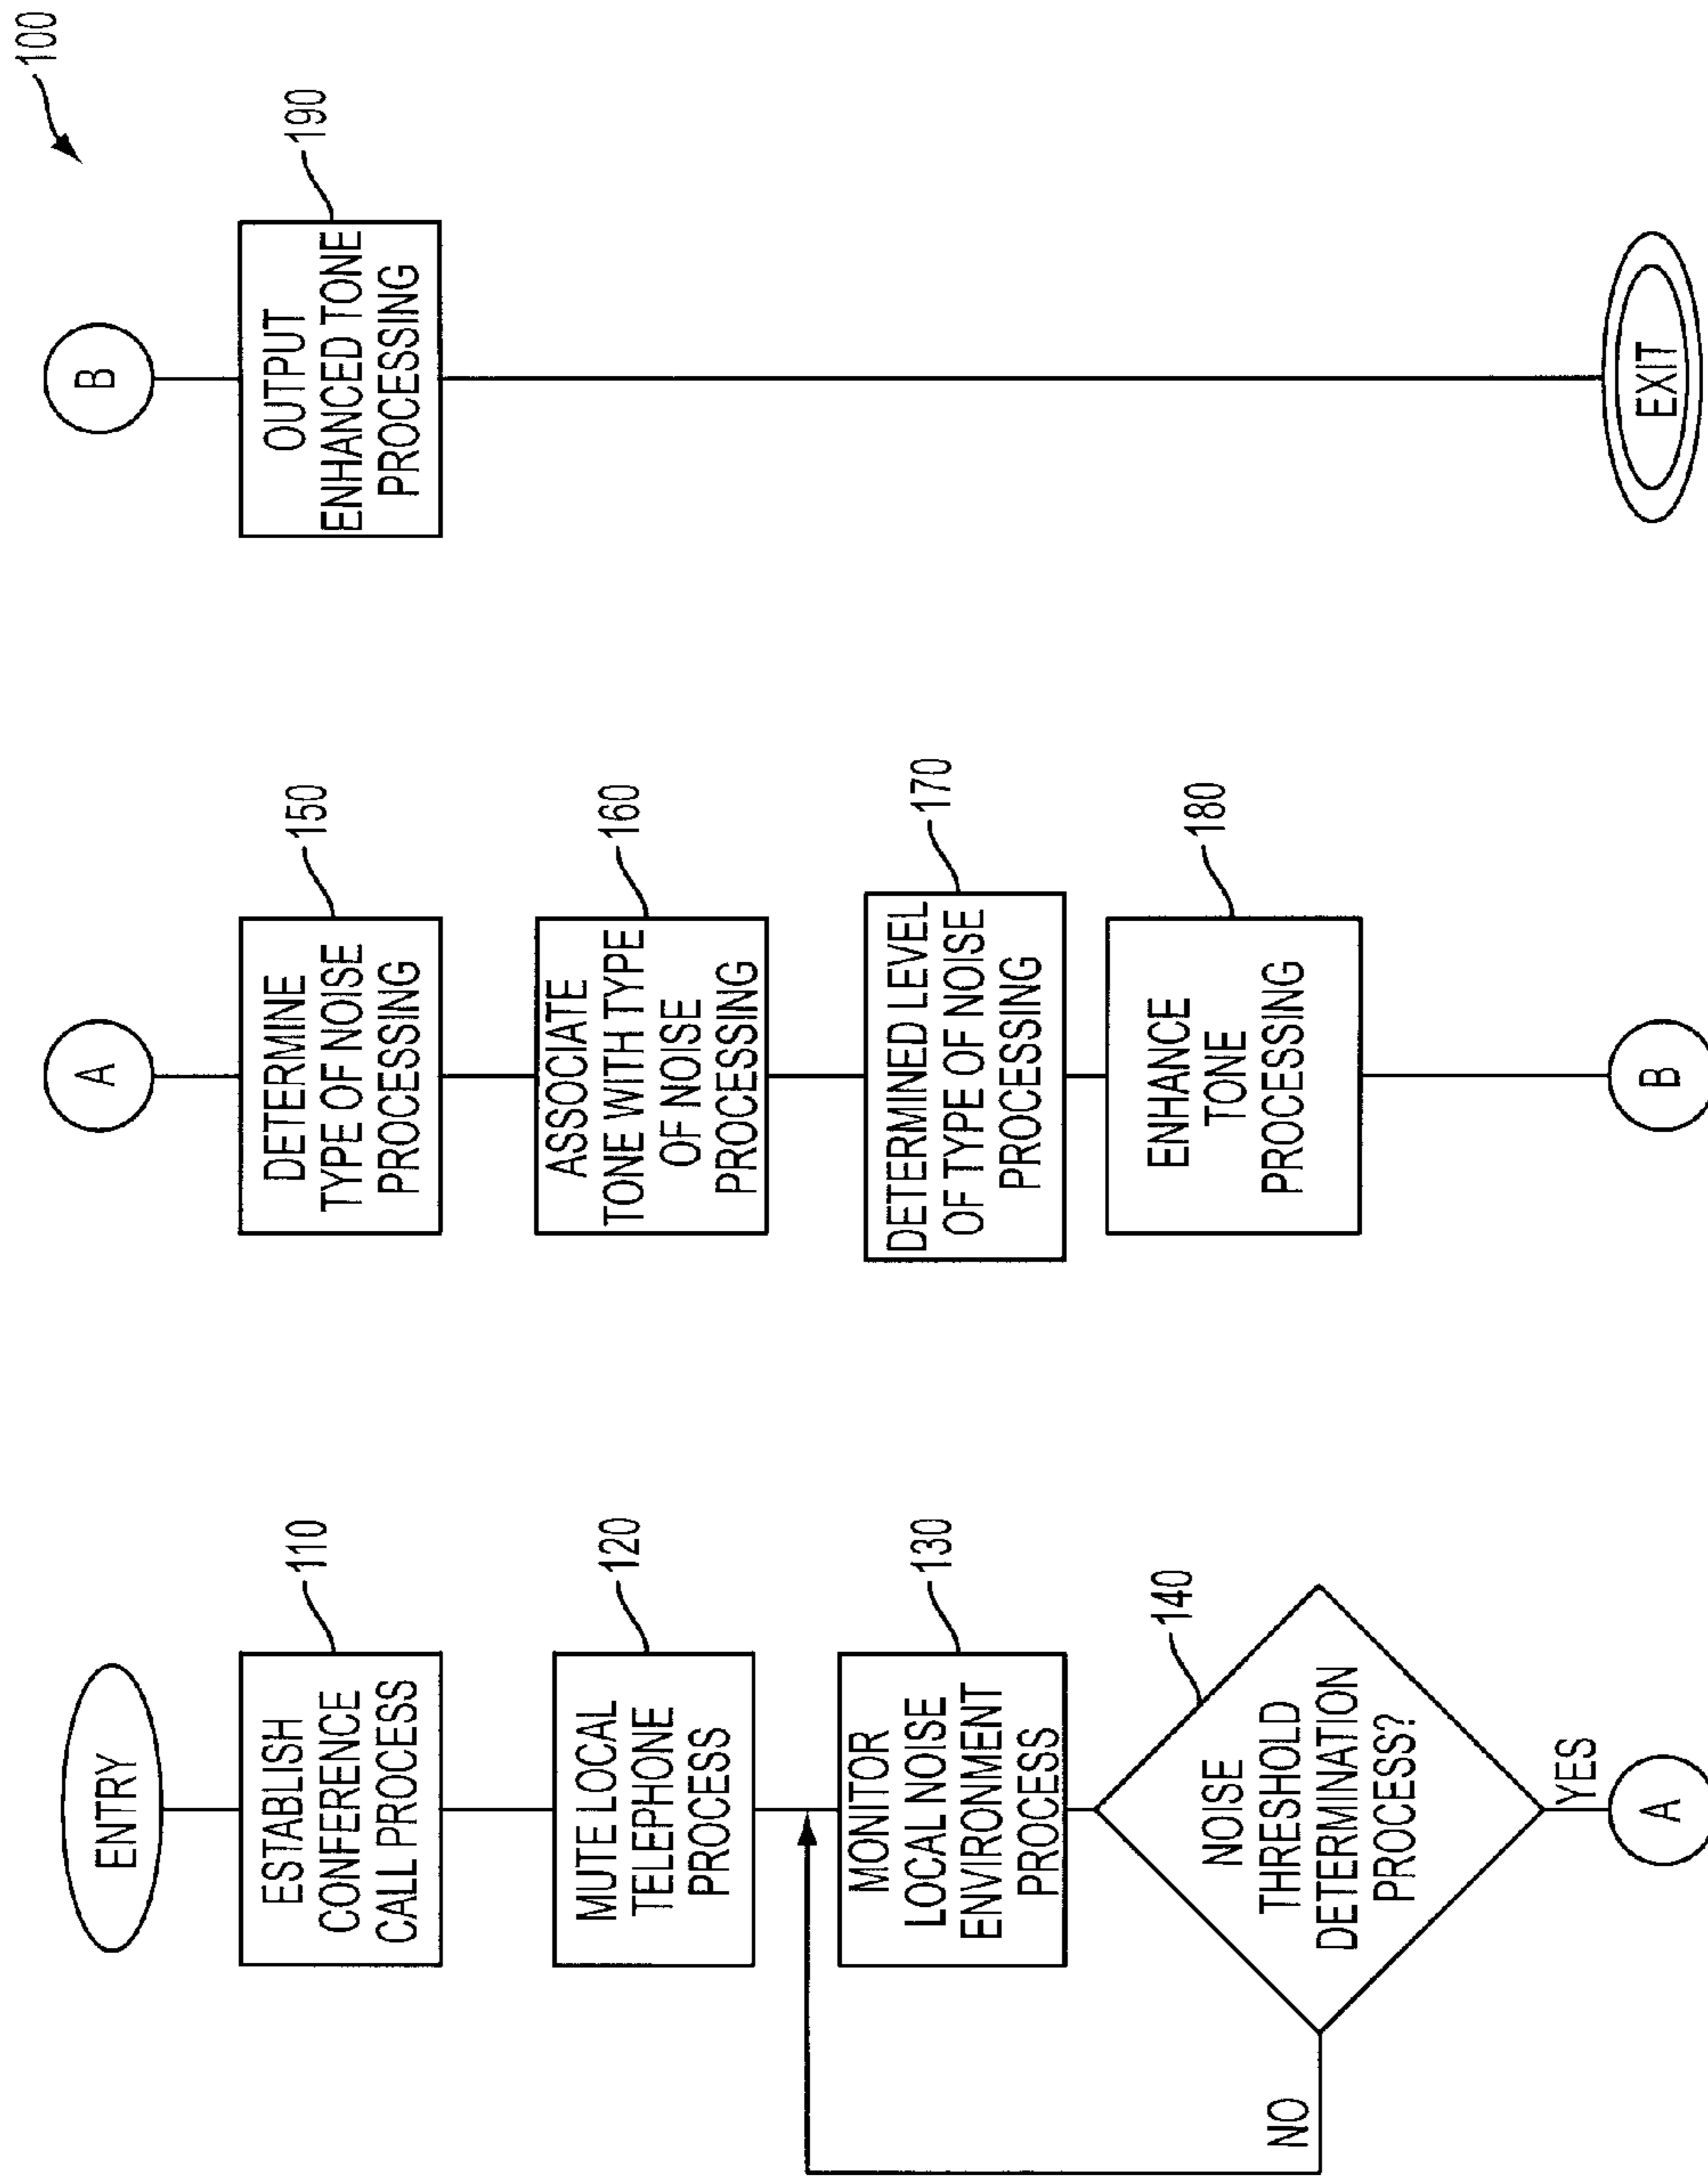 100
ENTRY
ESTABLISH
CONFERENCE
CALL PROCESS
110
MUTE LOCAL
TELEPHONE
PROCESS
120
MONITOR
LOCAL NOISE
ENVIRONMENT
PROCESS
130
NOISE
THRESHOLD
DETERMINATION
PROCESS?
140
NO
YES
A
A
DETERMINE
TYPE OF NOISE
PROCESSING
150
ASSOCIATE
TONE WITH TYPE
OF NOISE
PROCESSING
160
DETERMINED LEVEL
OF TYPE OF NOISE
PROCESSING
170
ENHANCE
TONE
PROCESSING
180
B
B
OUTPUT
ENHANCED TONE
PROCESSING
190
EXIT